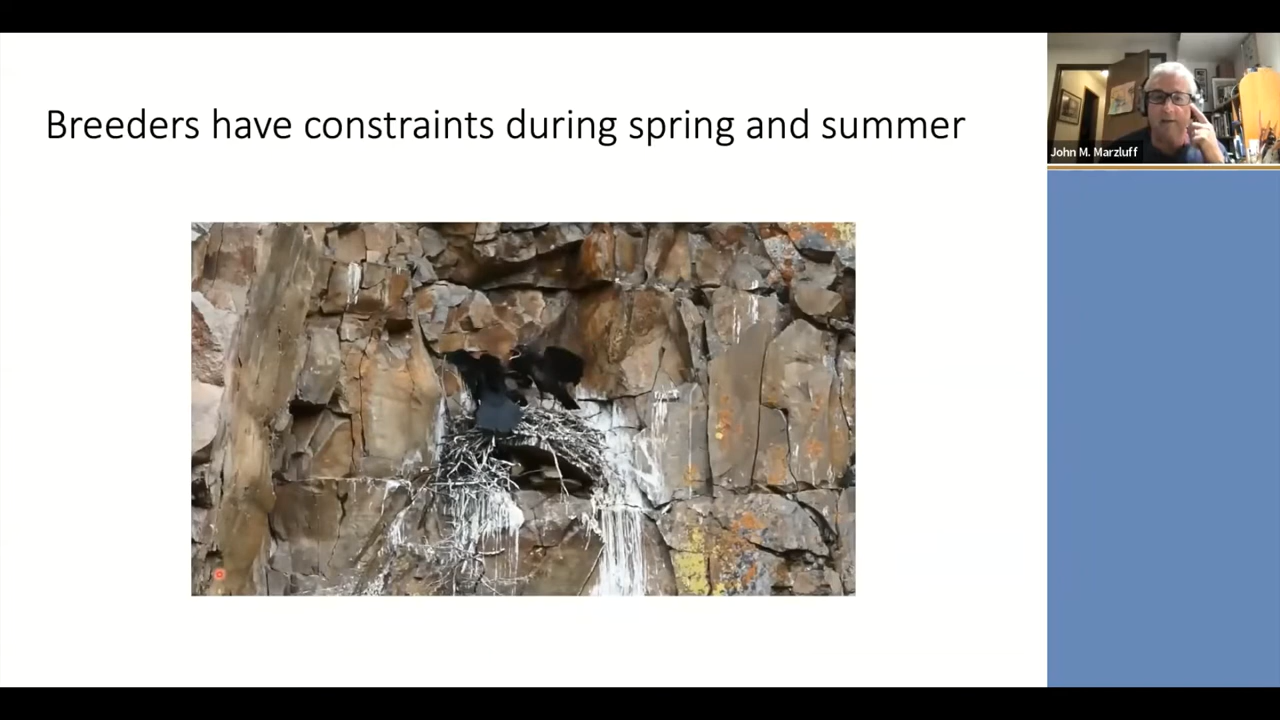 Breeders have constraints during spring and summer
John M. Marzluff